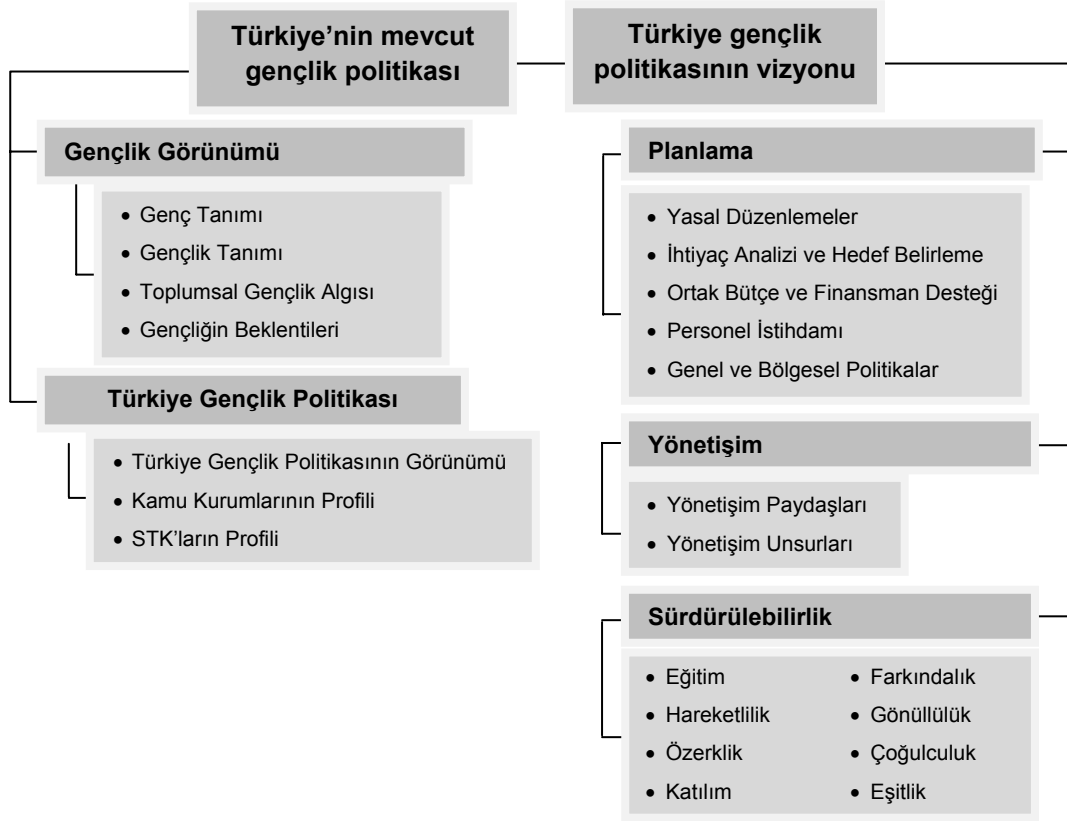 Türkiye’nin mevcut
gençlik politikası
Gençlik Görünümü
• Genç Tanımı
• Gençlik Tanımı
• Toplumsal Gençlik Algısı
• Gençliğin Beklentileri
Türkiye Gençlik Politikası
• Türkiye Gençlik Politikasının Görünümü
• Kamu Kurumlarının Profili
• STK’ların Profili
Türkiye gençlik
politikasının vizyonu
Planlama
• Yasal Düzenlemeler
• İhtiyaç Analizi ve Hedef Belirleme
• Ortak Bütçe ve Finansman Desteği
• Personel İstihdamı
• Genel ve Bölgesel Politikalar
Yönetişim
• Yönetişim Paydaşları
• Yönetişim Unsurları
Sürdürülebilirlik
• Eğitim
• Hareketlilik
• Özerklik
• Katılım
• Farkındalık
• Gönüllülük
• Çoğulculuk
• Eşitlik